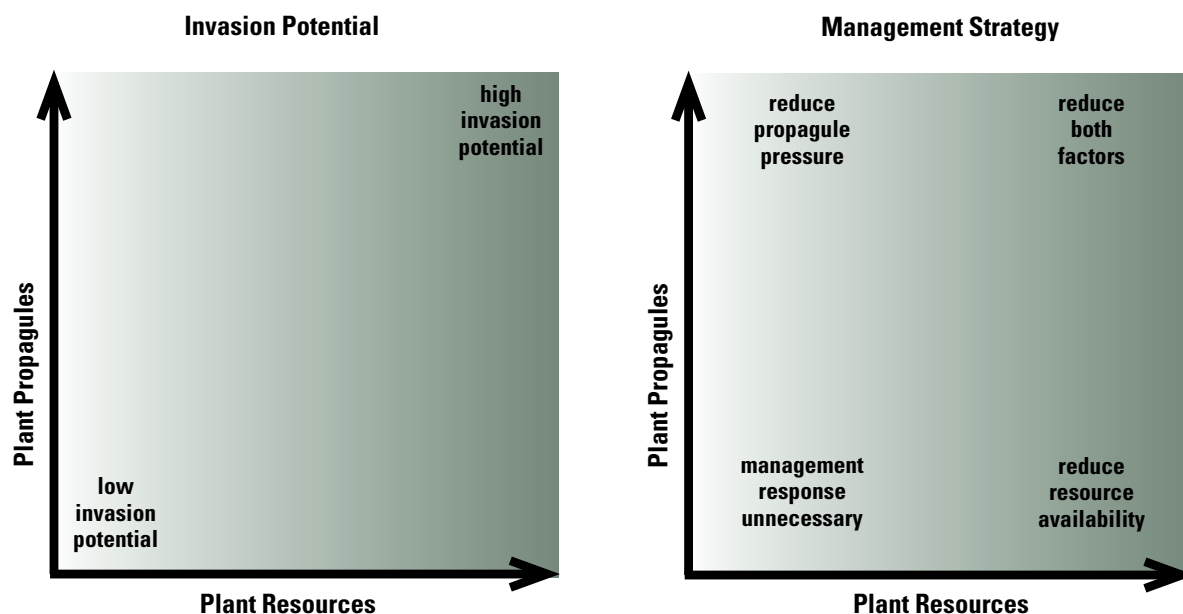 Invasion Potential
high
invasion
potential
low
invasion
potential
Plant Propagules
Plant Resources
Management Strategy
reduce
propagule
pressure
reduce
both
factors
management
response
unnecessary
reduce
resource
availability
Plant Propagules
Plant Resources